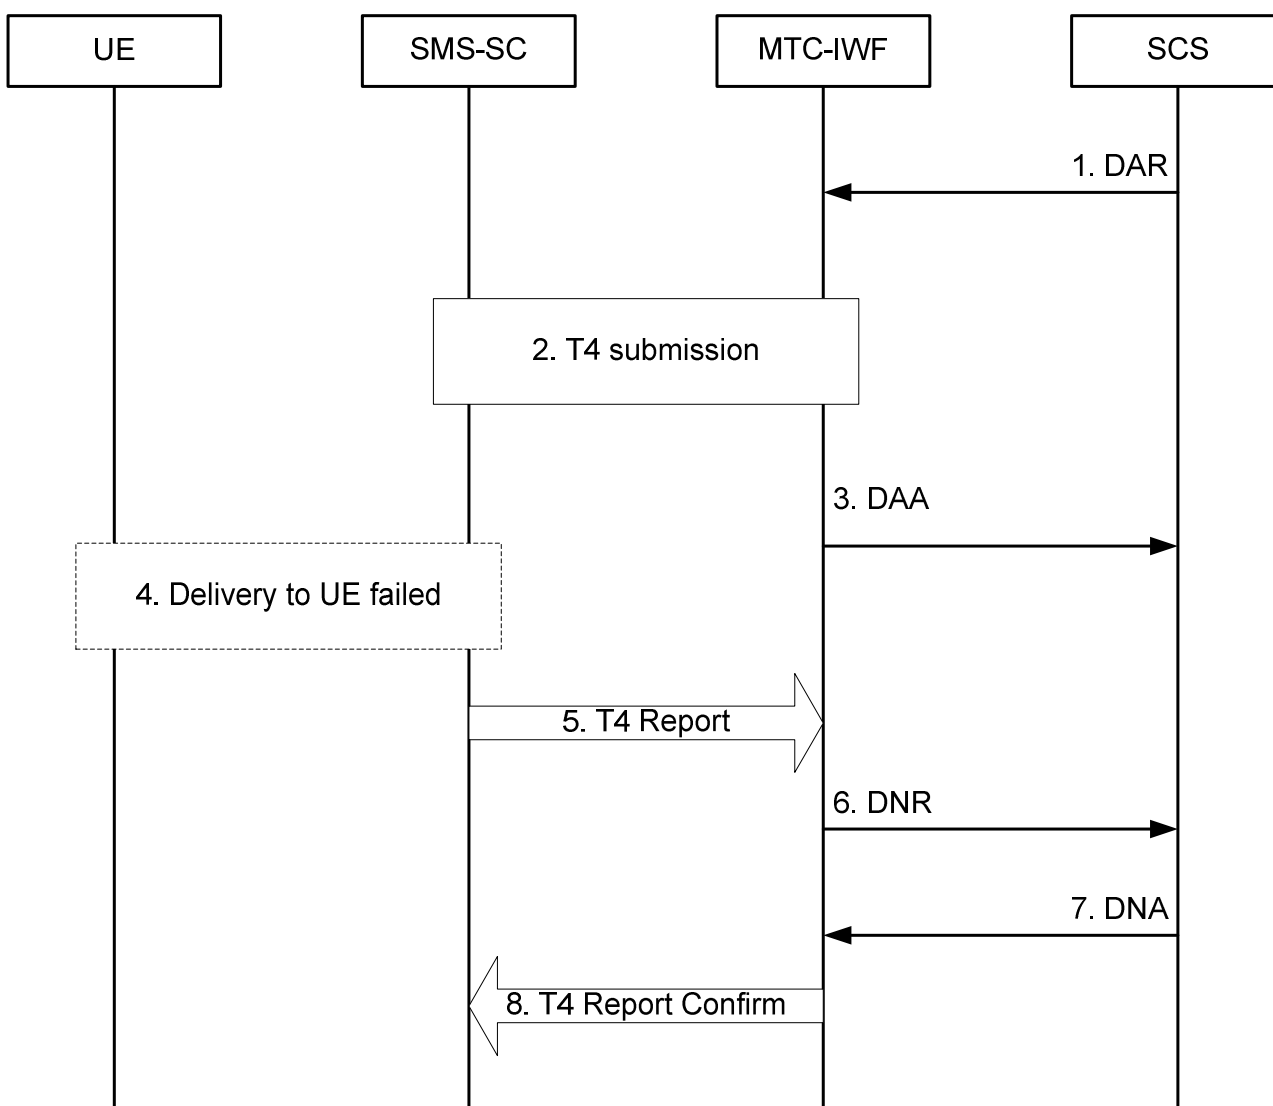 UE
SMS-SC
MTC-IWF
SCS
1. DAR
2. T4 submission
3. DAA
4. Delivery to UE failed
5. T4 Report
6. DNR
7. DNA
8. T4 Report Confirm